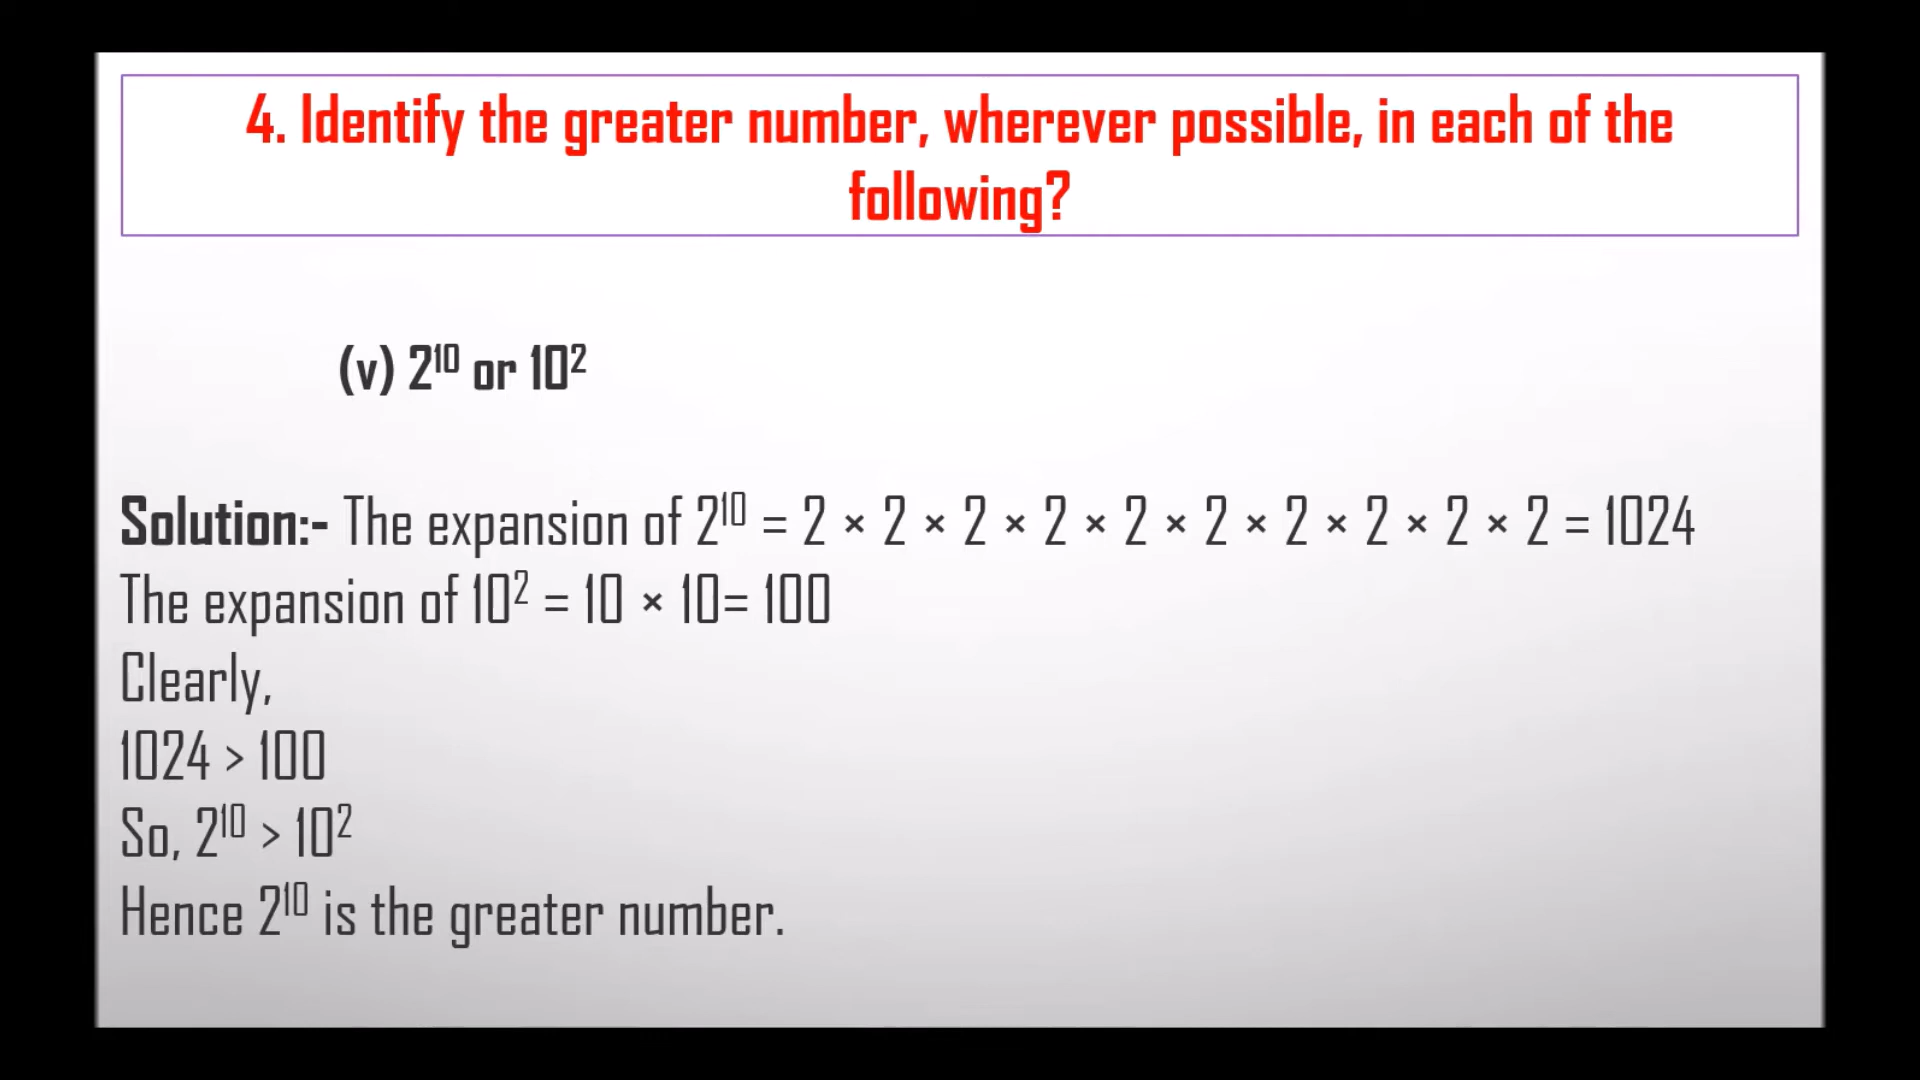 4. Identify the greater number, wherever possible, in each of the
following?
(v) 2¹⁰ or 10²
Solution:- The expansion of 2¹⁰ = 2 × 2 × 2 × 2 × 2 × 2 × 2 × 2 × 2 × 2 = 1024
The expansion of 10² = 10 × 10= 100
Clearly,
1024 > 100
So, 2¹⁰ > 10²
Hence 2¹⁰ is the greater number.